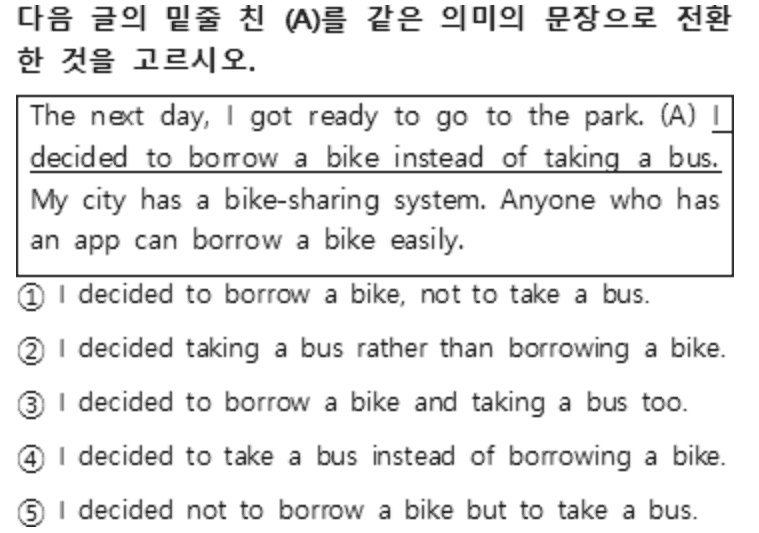 다음 글의 밑줄 친 (A)를 같은 의미의 문장으로 전환
한 것을 고르시오.
The next day, I got ready to go to the park. (A) I
decided to borrow a bike instead of taking a bus.
My city has a bike-sharing system. Anyone who has
an app can borrow a bike easily.
① I decided to borrow a bike, not to take a bus.
② I decided taking a bus rather than borrowing a bike.
③ I decided to borrow a bike and taking a bus too.
④ I decided to take a bus instead of borrowing a bike.
⑤ I decided not to borrow a bike but to take a bus.